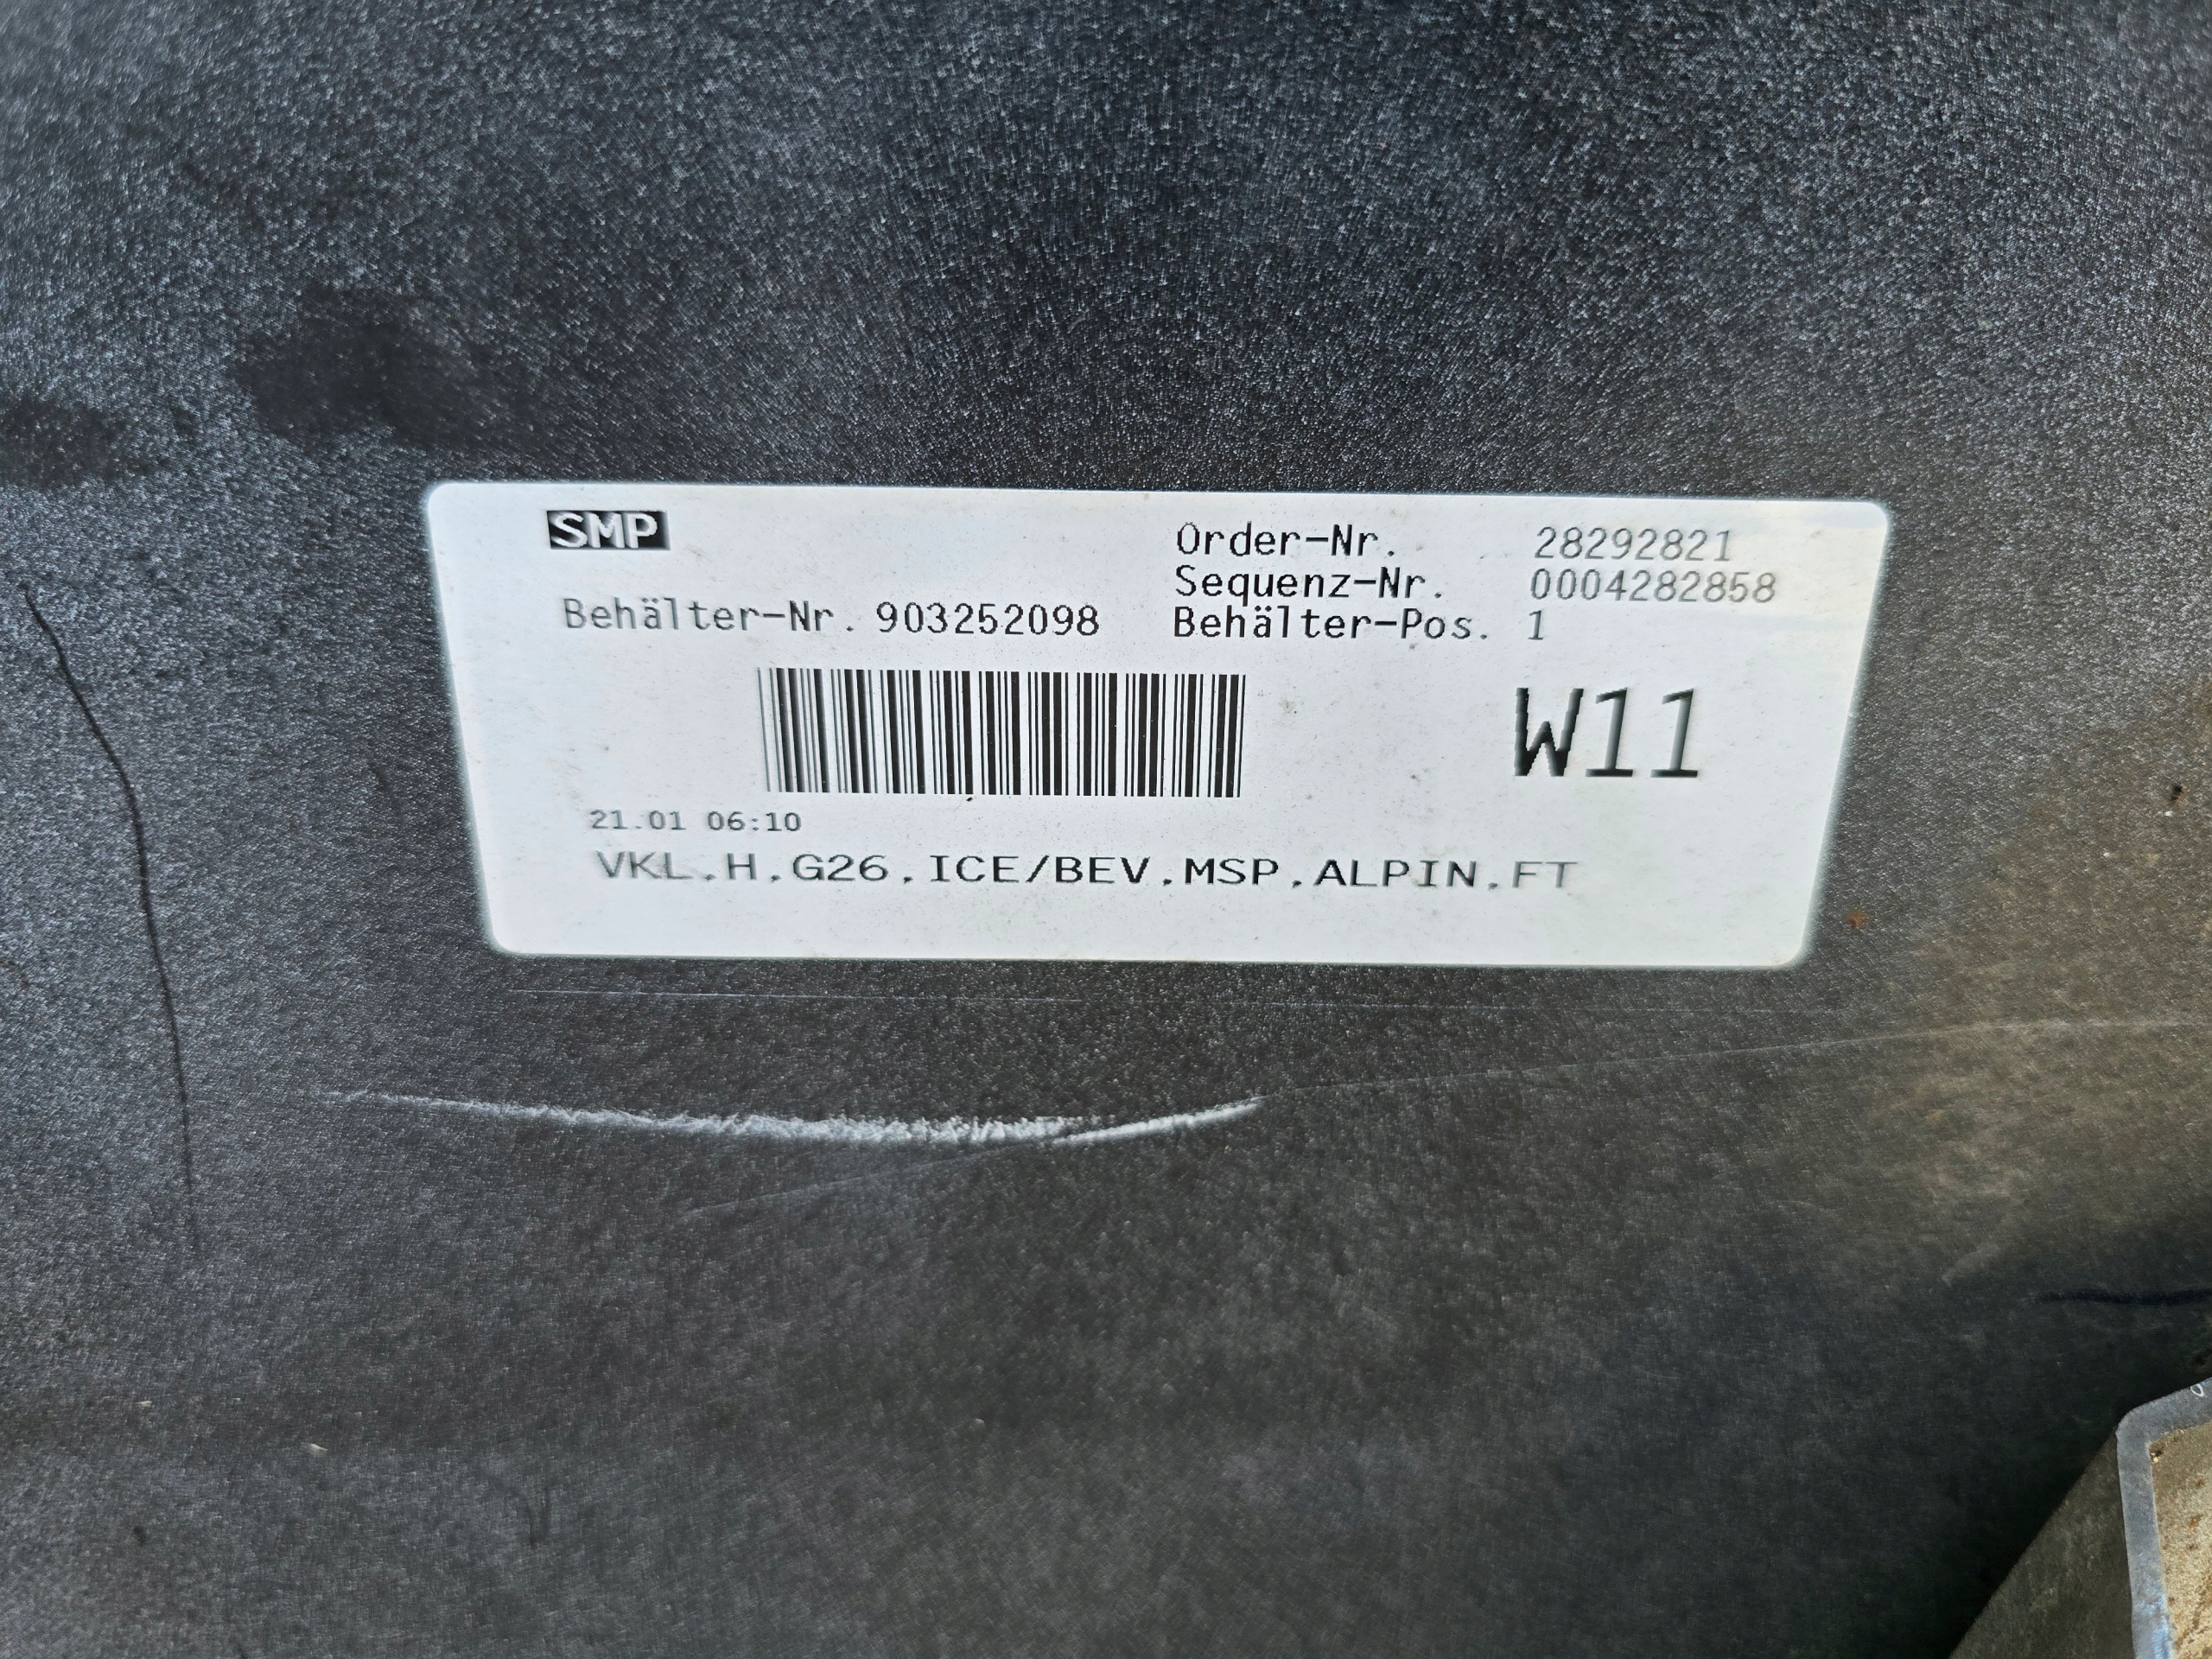 SMP
Order-Nr. 28292821
Sequenz-Nr. 0004282858
Behälter-Nr. 903252098 Behälter-Pos. 1
W11
21.01 06:10
VKL.H.G26.ICE/BEV.MSP.ALPIN.FT